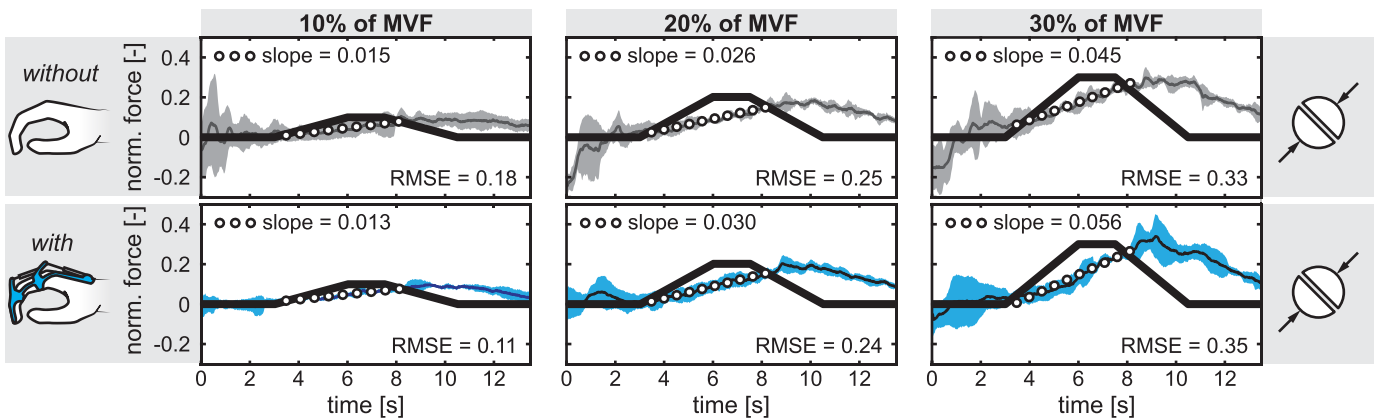 10% of MVF
20% of MVF
30% of MVF
without
norm. force [-]
0.4
0.2
0
-0.2
slope = 0.015
RMSE = 0.18
slope = 0.026
RMSE = 0.25
slope = 0.045
RMSE = 0.33
with
norm. force [-]
0.4
0.2
0
-0.2
slope = 0.013
RMSE = 0.11
slope = 0.030
RMSE = 0.24
slope = 0.056
RMSE = 0.35
0 2 4 6 8 10 12
0 2 4 6 8 10 12
0 2 4 6 8 10 12
time [s]
time [s]
time [s]